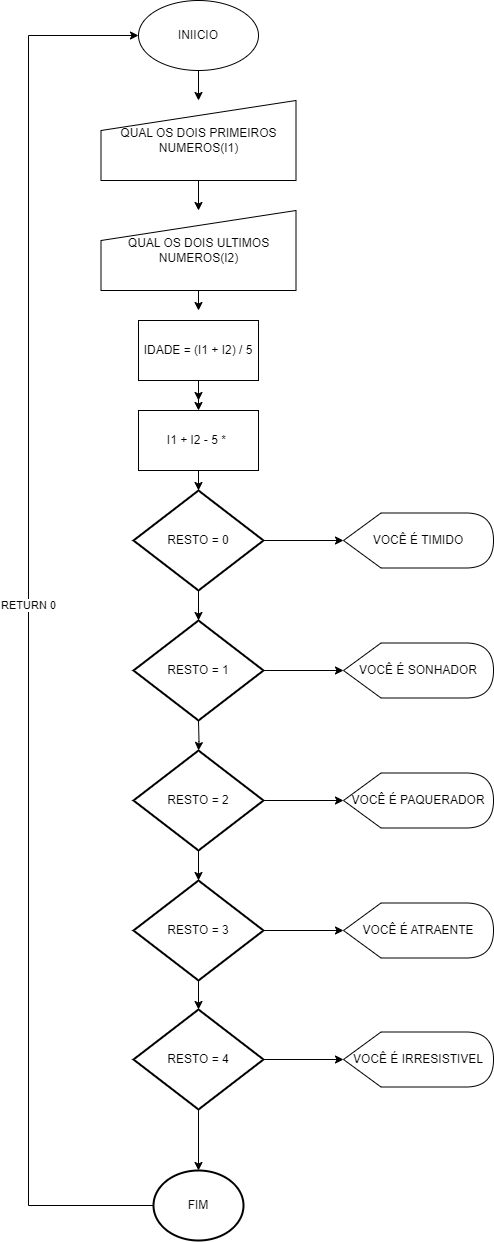 INIICIO
QUAL OS DOIS PRIMEIROS
NUMEROS(I1)
QUAL OS DOIS ULTIMOS
NUMEROS(I2)
IDADE = (I1 + I2) / 5
I1 + I2 - 5 *
RESTO = 0
VOCÊ É TIMIDO
RETURN 0
RESTO = 1
VOCÊ É SONHADOR
RESTO = 2
VOCÊ É PAQUERADOR
RESTO = 3
VOCÊ É ATRAENTE
RESTO = 4
VOCÊ É IRRESISTIVEL
FIM